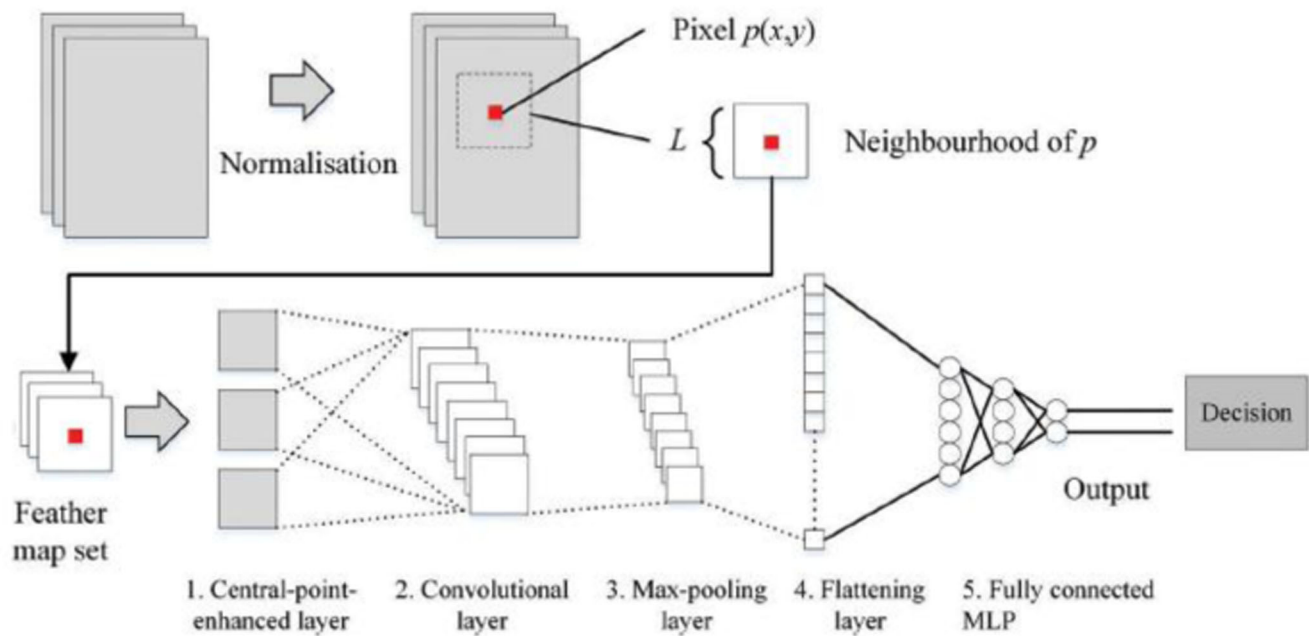 Pixel p(x,y)
Normalisation
L
Neighbourhood of p
Feather
map set
Output
Decision
1. Central-point-
enhanced layer
2. Convolutional
layer
3. Max-pooling
layer
4. Flattening
layer
5. Fully connected
MLP